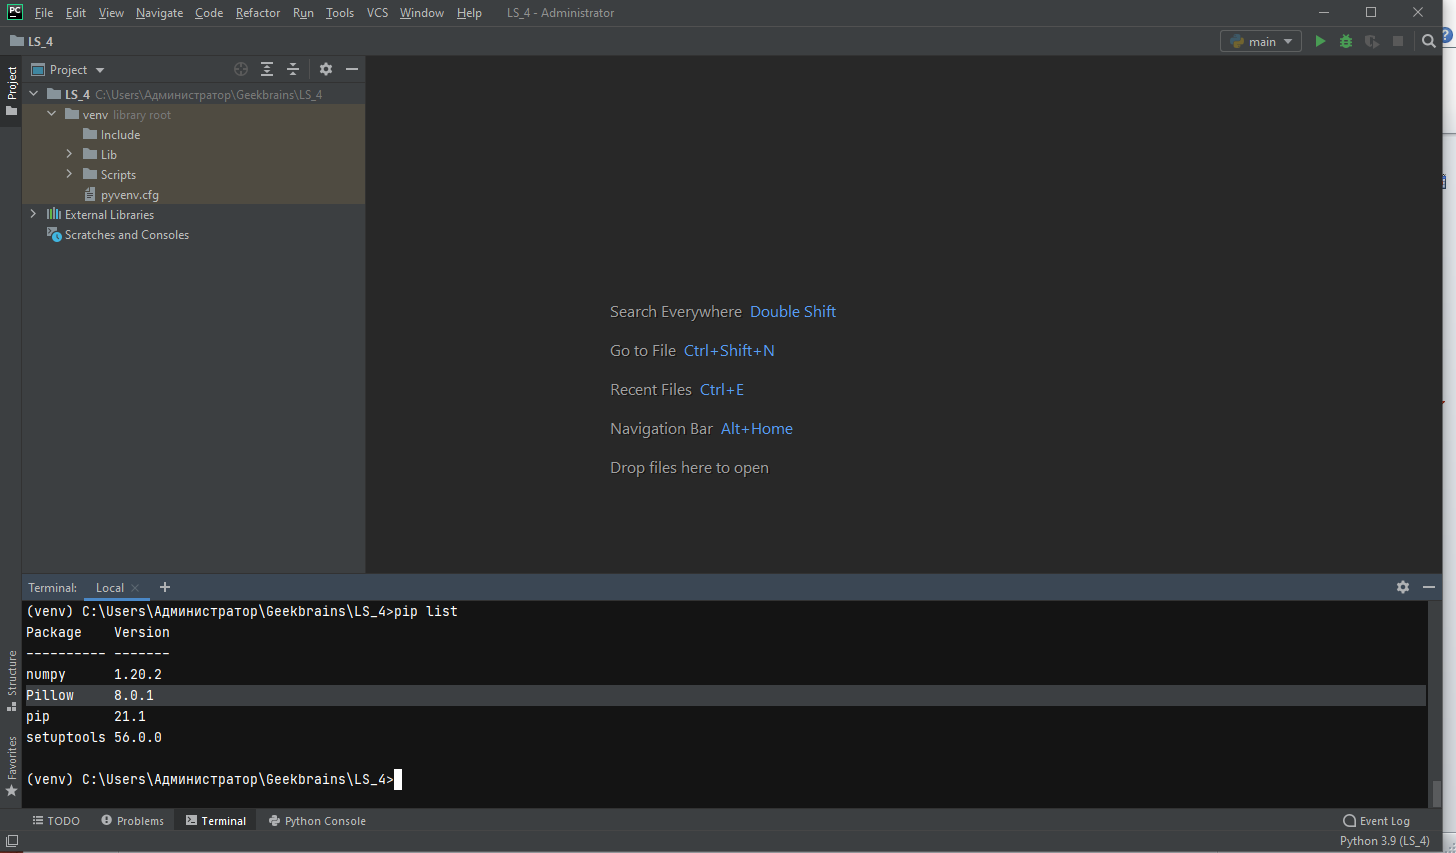 PC File Edit View Navigate Code Refactor Run Tools VCS Window Help LS_4 - Administrator
LS_4 main
Project
Project
LS_4 C:\Users\Администратор\Geekbrains\LS_4
venv library root
Include
Lib
Scripts
pyvenv.cfg
External Libraries
Scratches and Consoles
Search Everywhere Double Shift
Go to File Ctrl+Shift+N
Recent Files Ctrl+E
Navigation Bar Alt+Home
Drop files here to open
Terminal: Local
(venv) C:\Users\Администратор\Geekbrains\LS_4>pip list
Package Version
---------- -------
numpy 1.20.2
Pillow 8.0.1
pip 21.1
setuptools 56.0.0
(venv) C:\Users\Администратор\Geekbrains\LS_4>
Structure
Favorites
TODO Problems Terminal Python Console Event Log
Python 3.9 (LS_4)